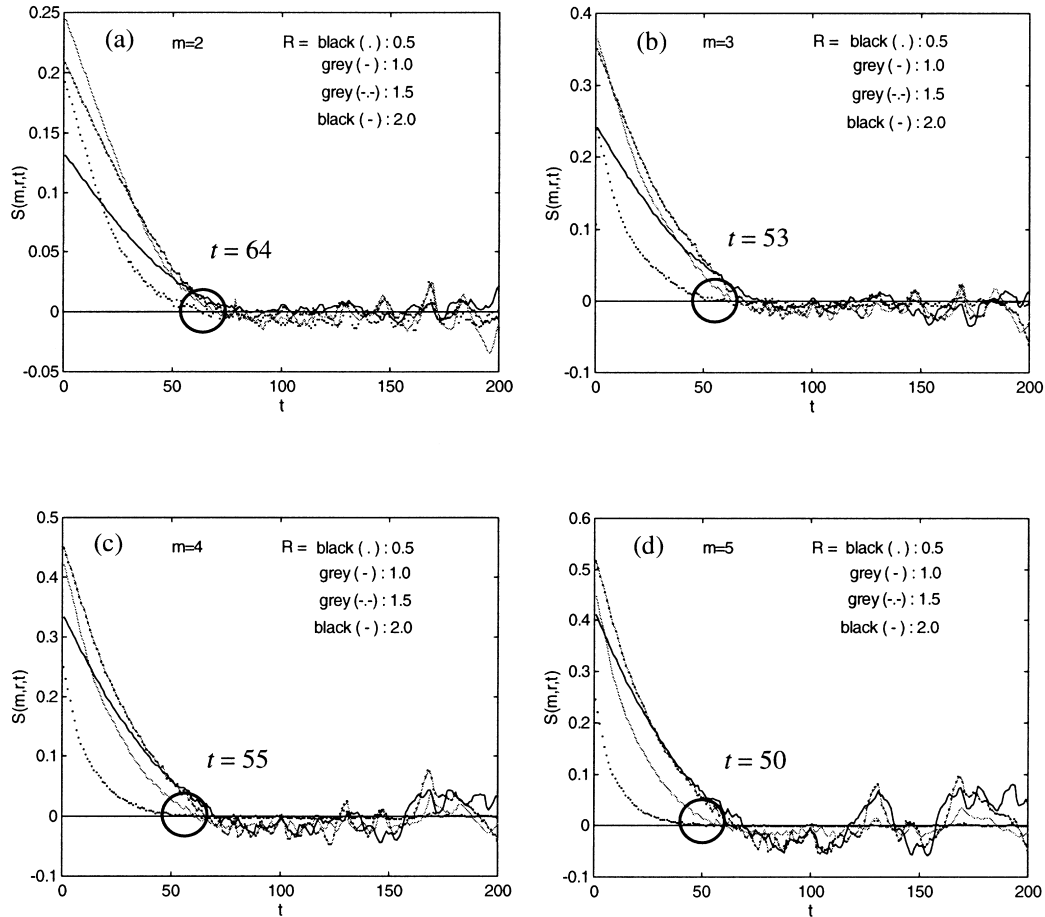 (a) m=2 R = black ( . ) : 0.5
grey ( - ) : 1.0
grey (-.-) : 1.5
black ( - ) : 2.0
t = 64
S(m,r,t)
0.25
0.2
0.15
0.1
0.05
0
-0.05
0 50 100 150 200
t
(b) m=3 R = black ( . ) : 0.5
grey ( - ) : 1.0
grey (-.-) : 1.5
black ( - ) : 2.0
t = 53
S(m,r,t)
0.4
0.3
0.2
0.1
0
-0.1
0 50 100 150 200
t
(c) m=4 R = black ( . ) : 0.5
grey ( - ) : 1.0
grey (-.-) : 1.5
black ( - ) : 2.0
t = 55
S(m,r,t)
0.5
0.4
0.3
0.2
0.1
0
-0.1
0 50 100 150 200
t
(d) m=5 R = black ( . ) : 0.5
grey ( - ) : 1.0
grey (-.-) : 1.5
black ( - ) : 2.0
t = 50
S(m,r,t)
0.6
0.5
0.4
0.3
0.2
0.1
0
-0.1
0 50 100 150 200
t